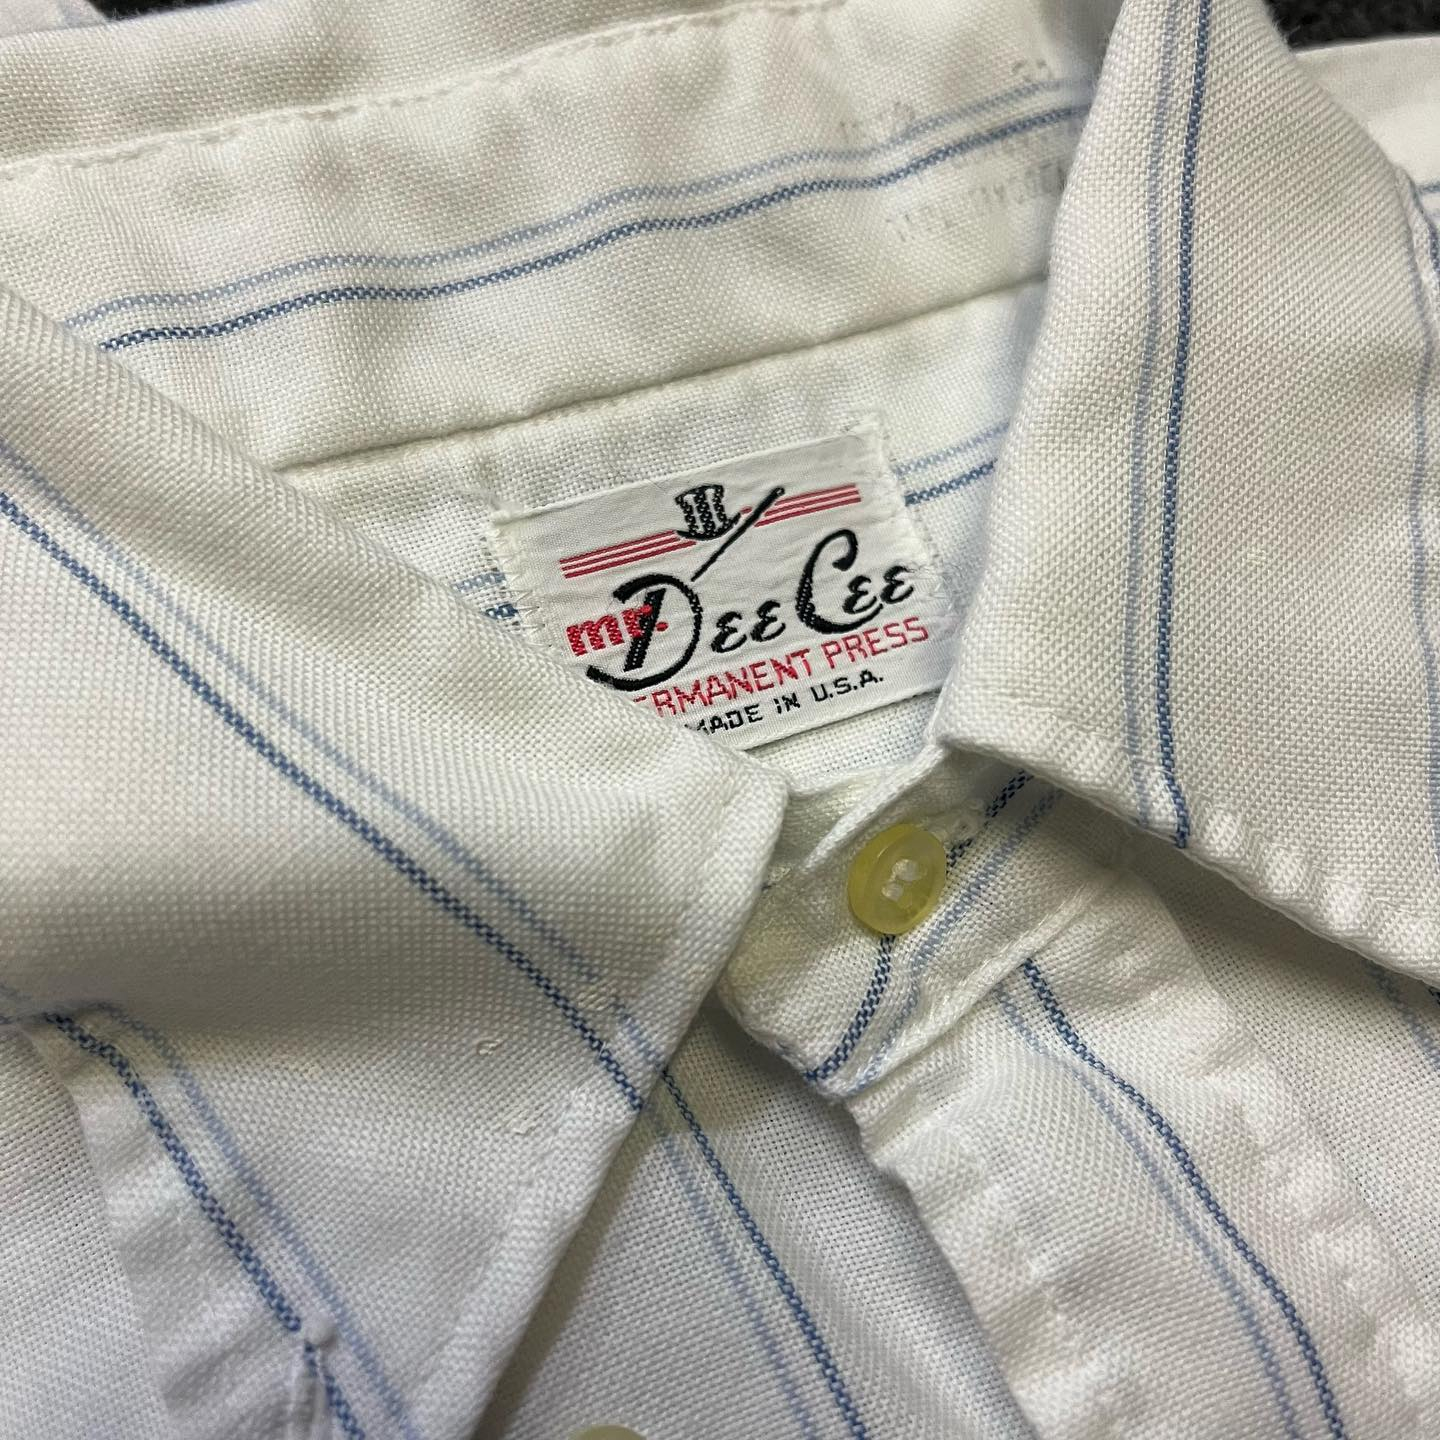 mr. Dee Cee
PERMANENT PRESS
MADE IN U.S.A.